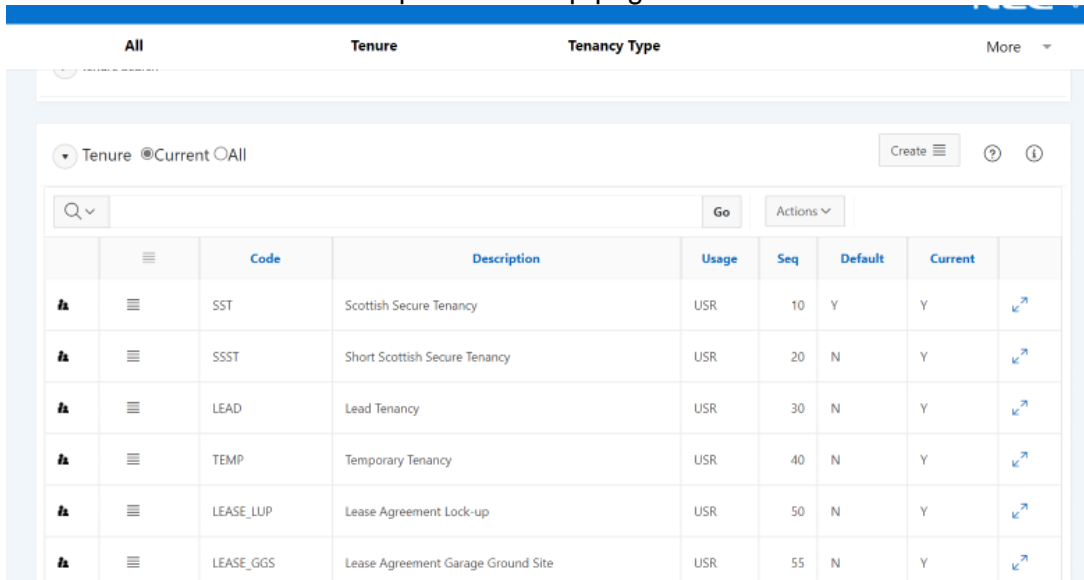 All Tenure Tenancy Type More
Tenure Current All Create
Go Actions
Code Description Usage Seq Default Current
SST Scottish Secure Tenancy USR 10 Y Y
SSST Short Scottish Secure Tenancy USR 20 N Y
LEAD Lead Tenancy USR 30 N Y
TEMP Temporary Tenancy USR 40 N Y
LEASE_LUP Lease Agreement Lock-up USR 50 N Y
LEASE_GGS Lease Agreement Garage Ground Site USR 55 N Y